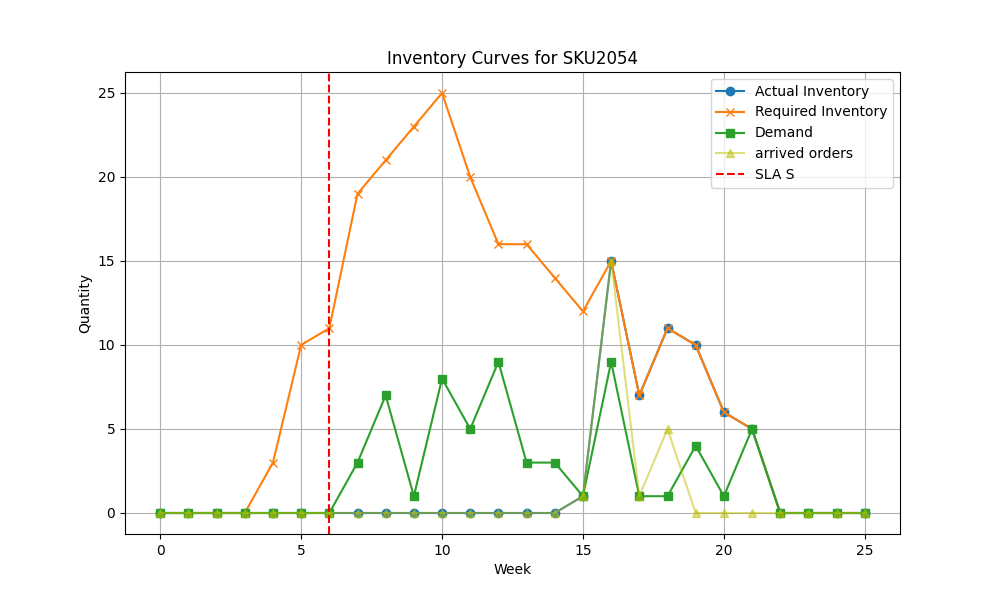 Inventory Curves for SKU2054
Actual Inventory
Required Inventory
Demand
arrived orders
SLA S
25
20
15
10
5
0
Quantity
0 5 10 15 20 25
Week